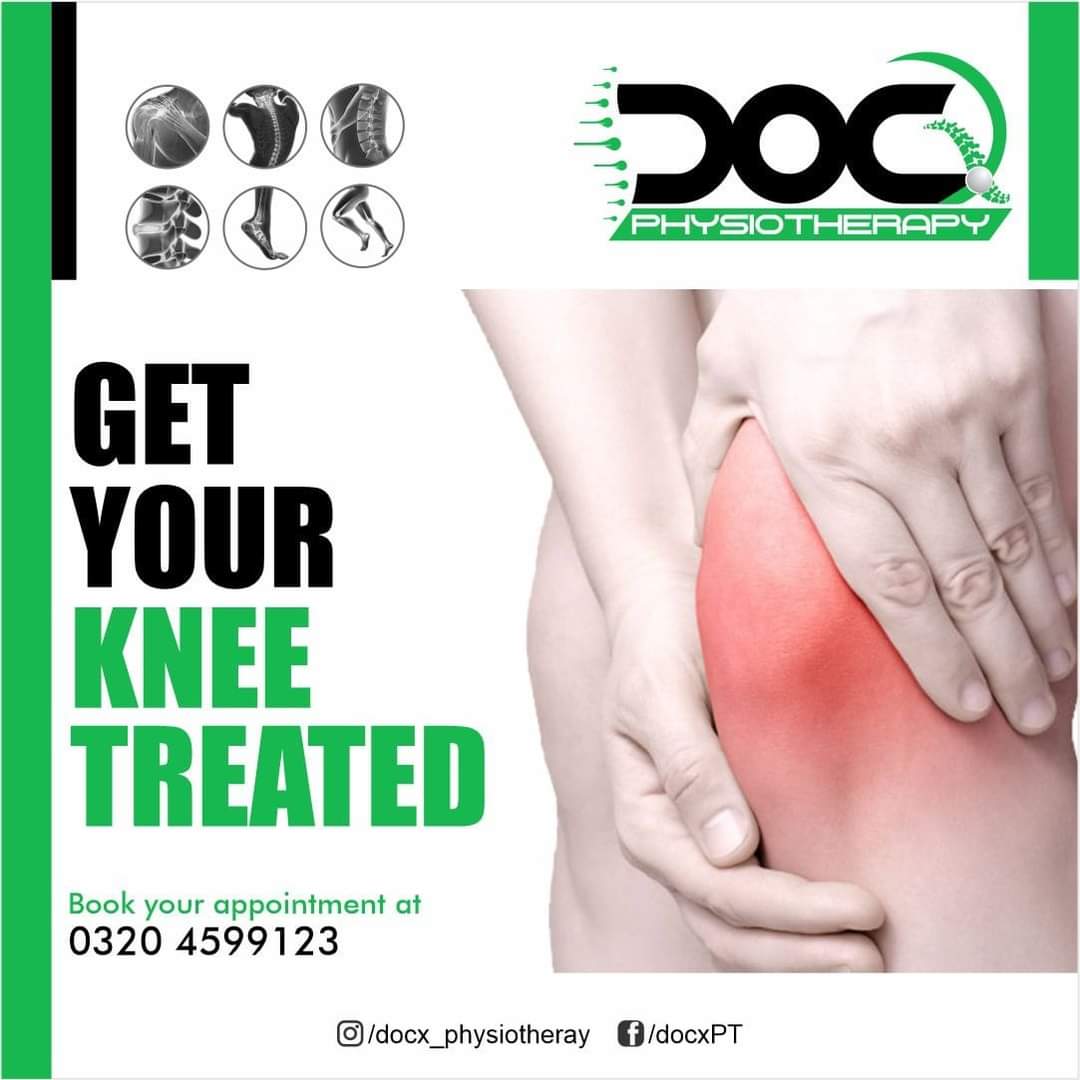 DOC
PHYSIOTHERAPY
GET
YOUR
KNEE
TREATED
Book your appointment at
0320 4599123
/docx_physiotheray /docxPT